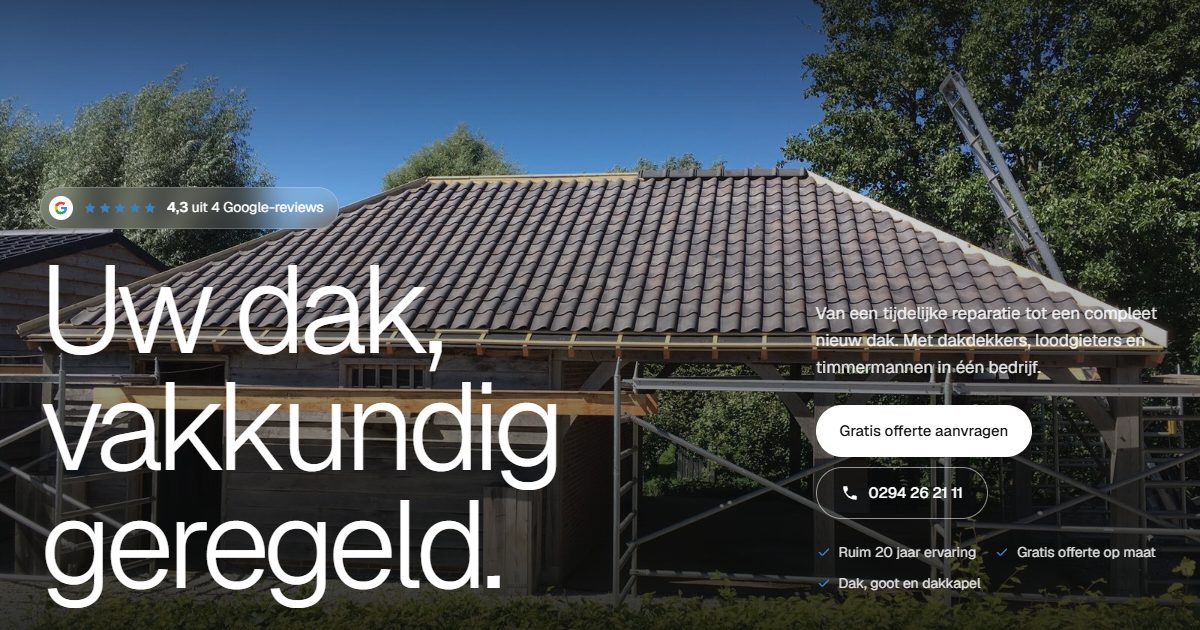 4,3 uit 4 Google-reviews
Uw dak,
vakkundig
geregeld.
Van een tijdelijke reparatie tot een compleet
nieuw dak. Met dakdekkers, loodgieters en
timmermannen in één bedrijf.
Gratis offerte aanvragen
0294 26 21 11
Ruim 20 jaar ervaring
Gratis offerte op maat
Dak, goot en dakkapel